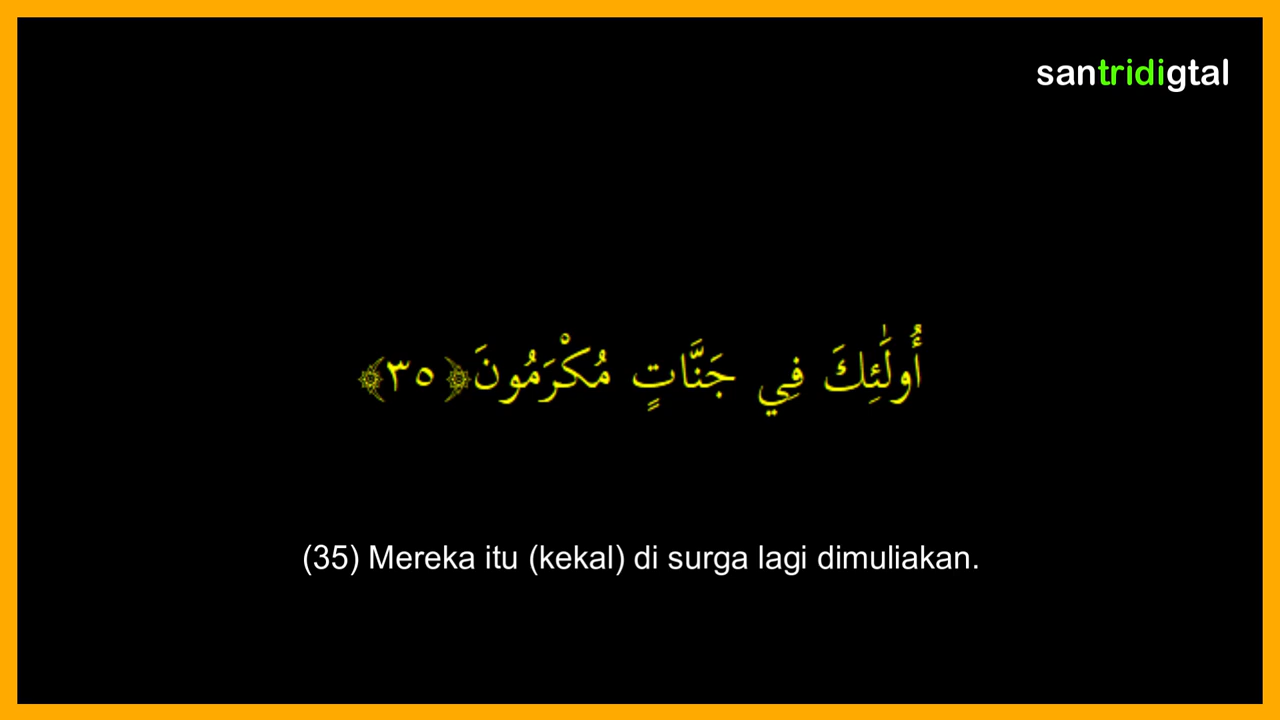 santridigtal
أُولَٰئِكَ فِي جَنَّاتٍ مُكْرَمُونَ﴿٣٥﴾
(35) Mereka itu (kekal) di surga lagi dimuliakan.